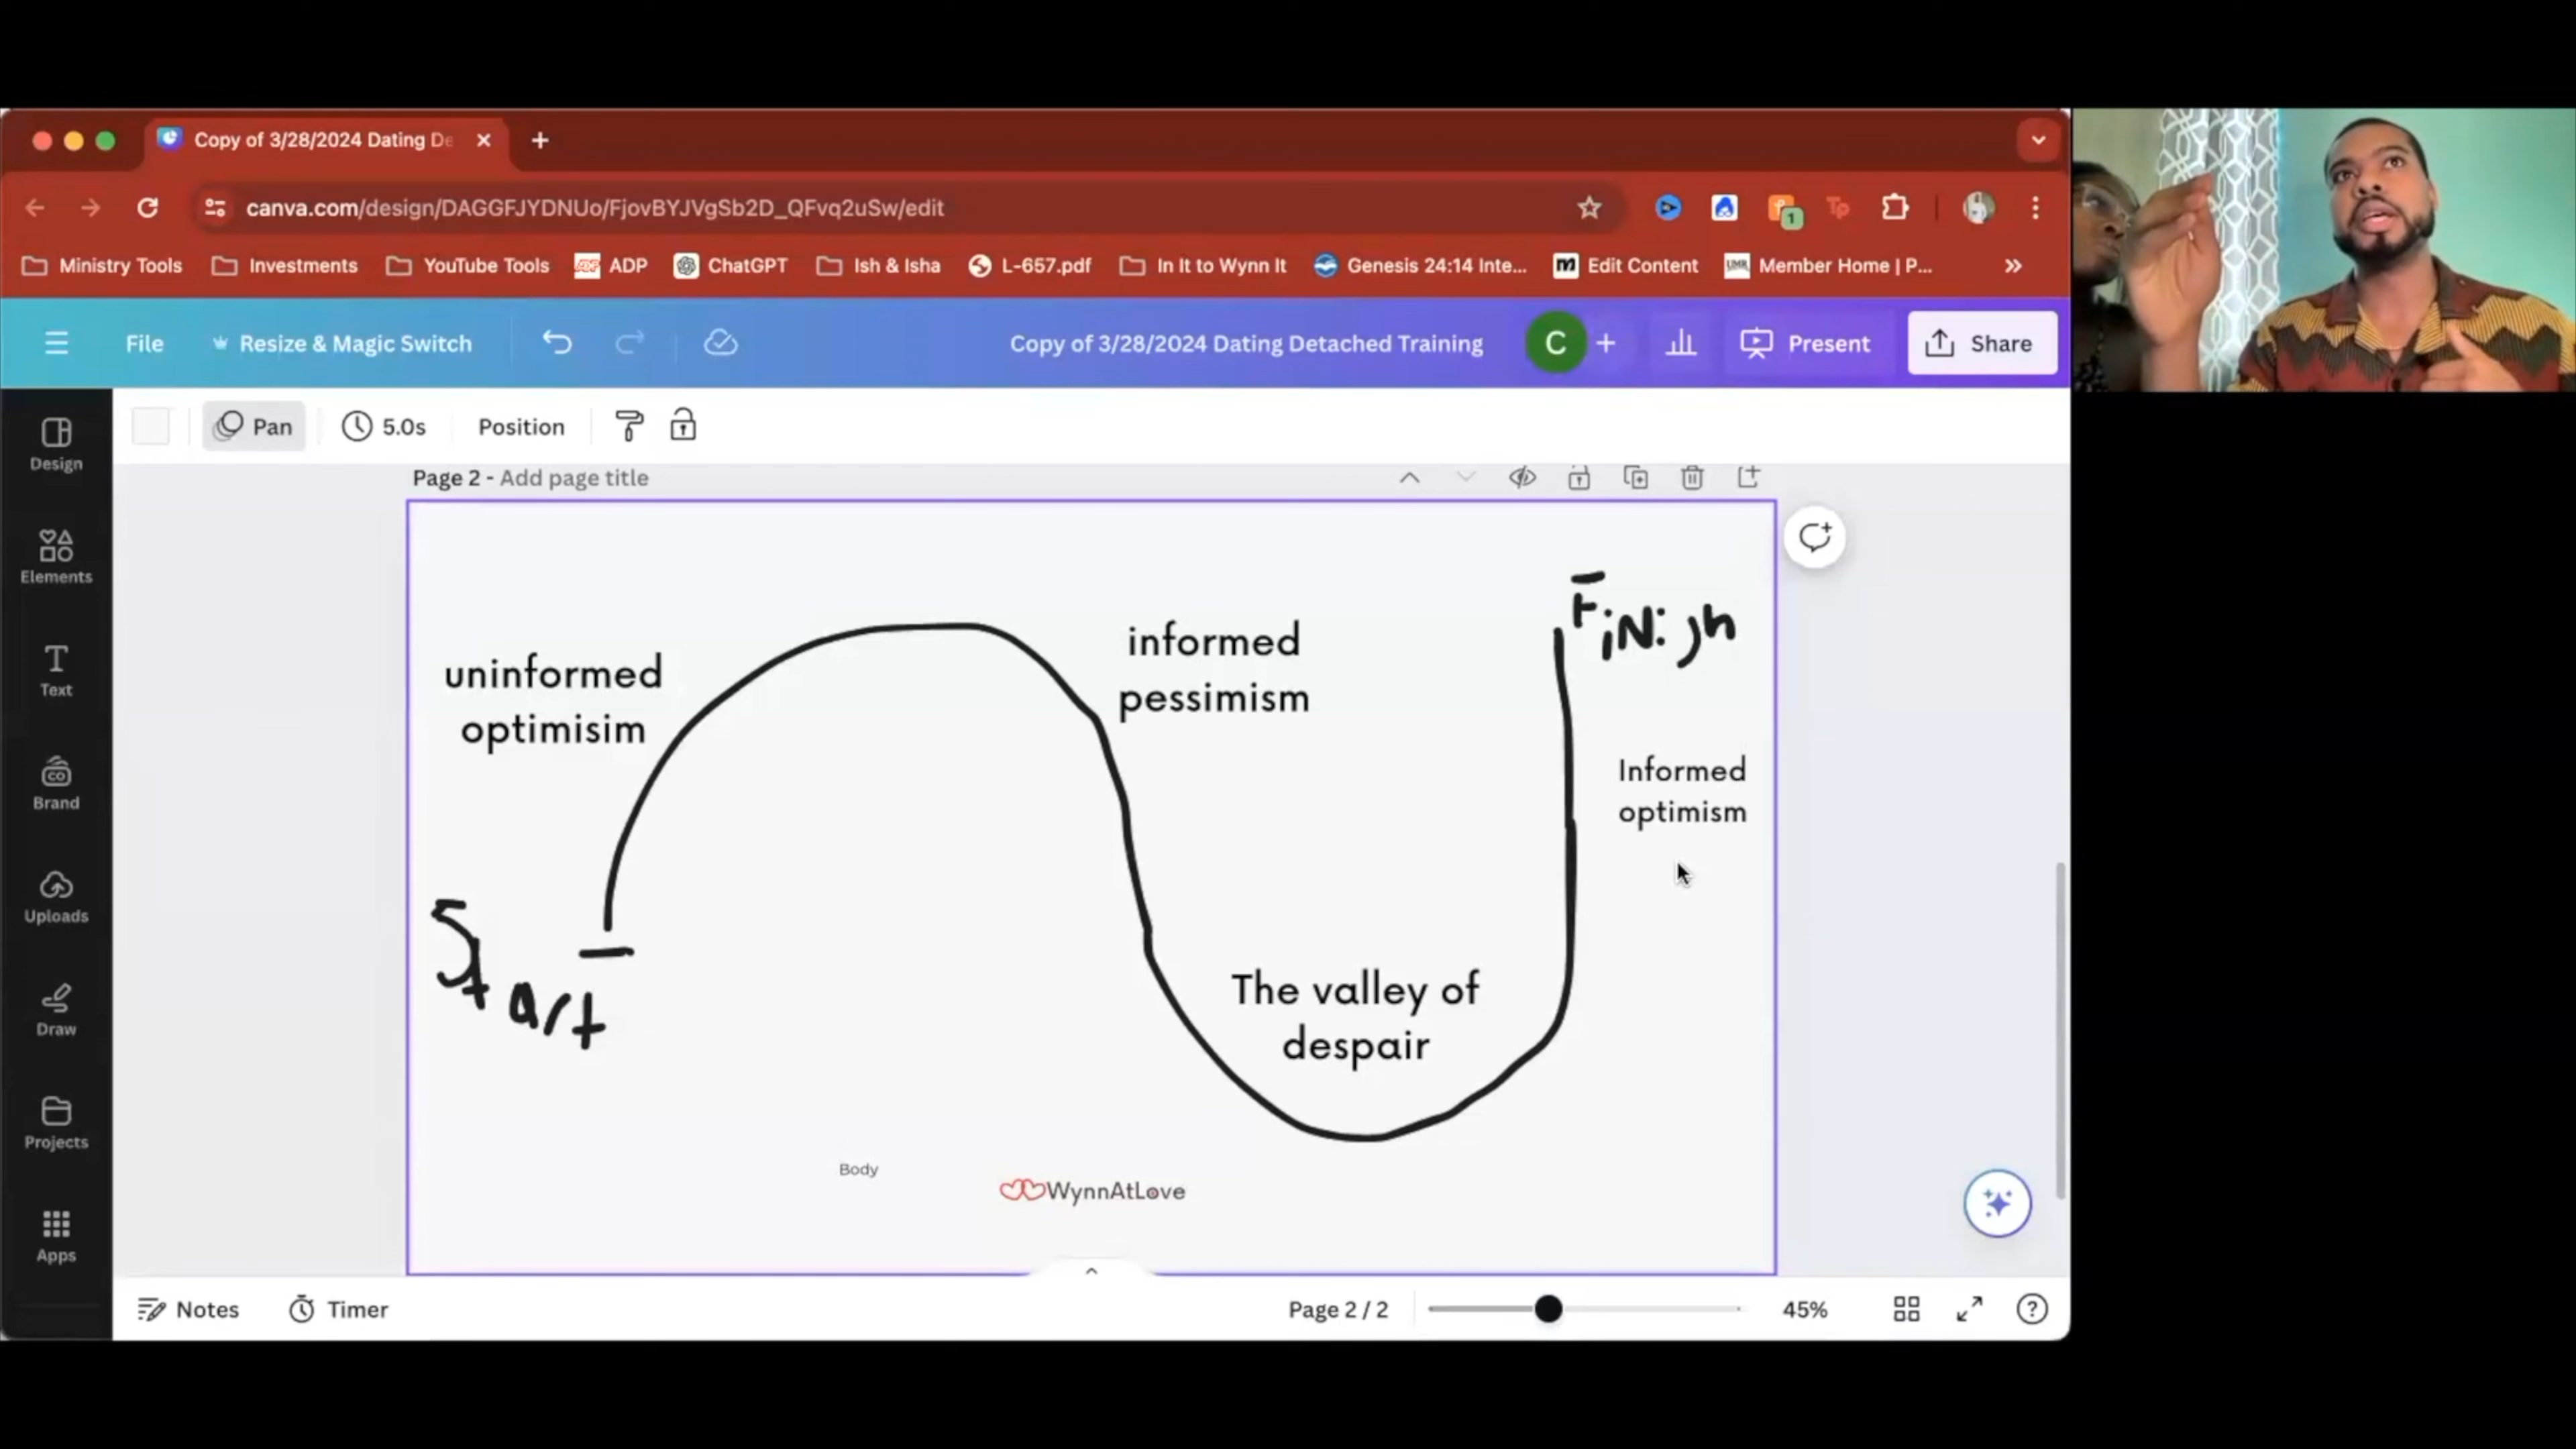 Copy of 3/28/2024 Dating De
canva.com/design/DAGGFJYDNUo/FjovBYJVgSb2D_QFvq2uSw/edit
1
Tp
Ministry Tools
Investments
YouTube Tools
ADP
ADP
ChatGPT
Ish & Isha
L-657.pdf
In It to Wynn It
Genesis 24:14 Inte...
Edit Content
Member Home | P...
File
Resize & Magic Switch
Copy of 3/28/2024 Dating Detached Training
C
Present
Share
Pan
5.0s
Position
Design
Elements
Text
Brand
Uploads
Draw
Projects
Apps
Page 2 - Add page title
uninformed
optimisim
informed
pessimism
FiNish
Informed
optimism
Start
The valley of
despair
Body
WynnAtLove
Notes
Timer
Page 2 / 2
45%